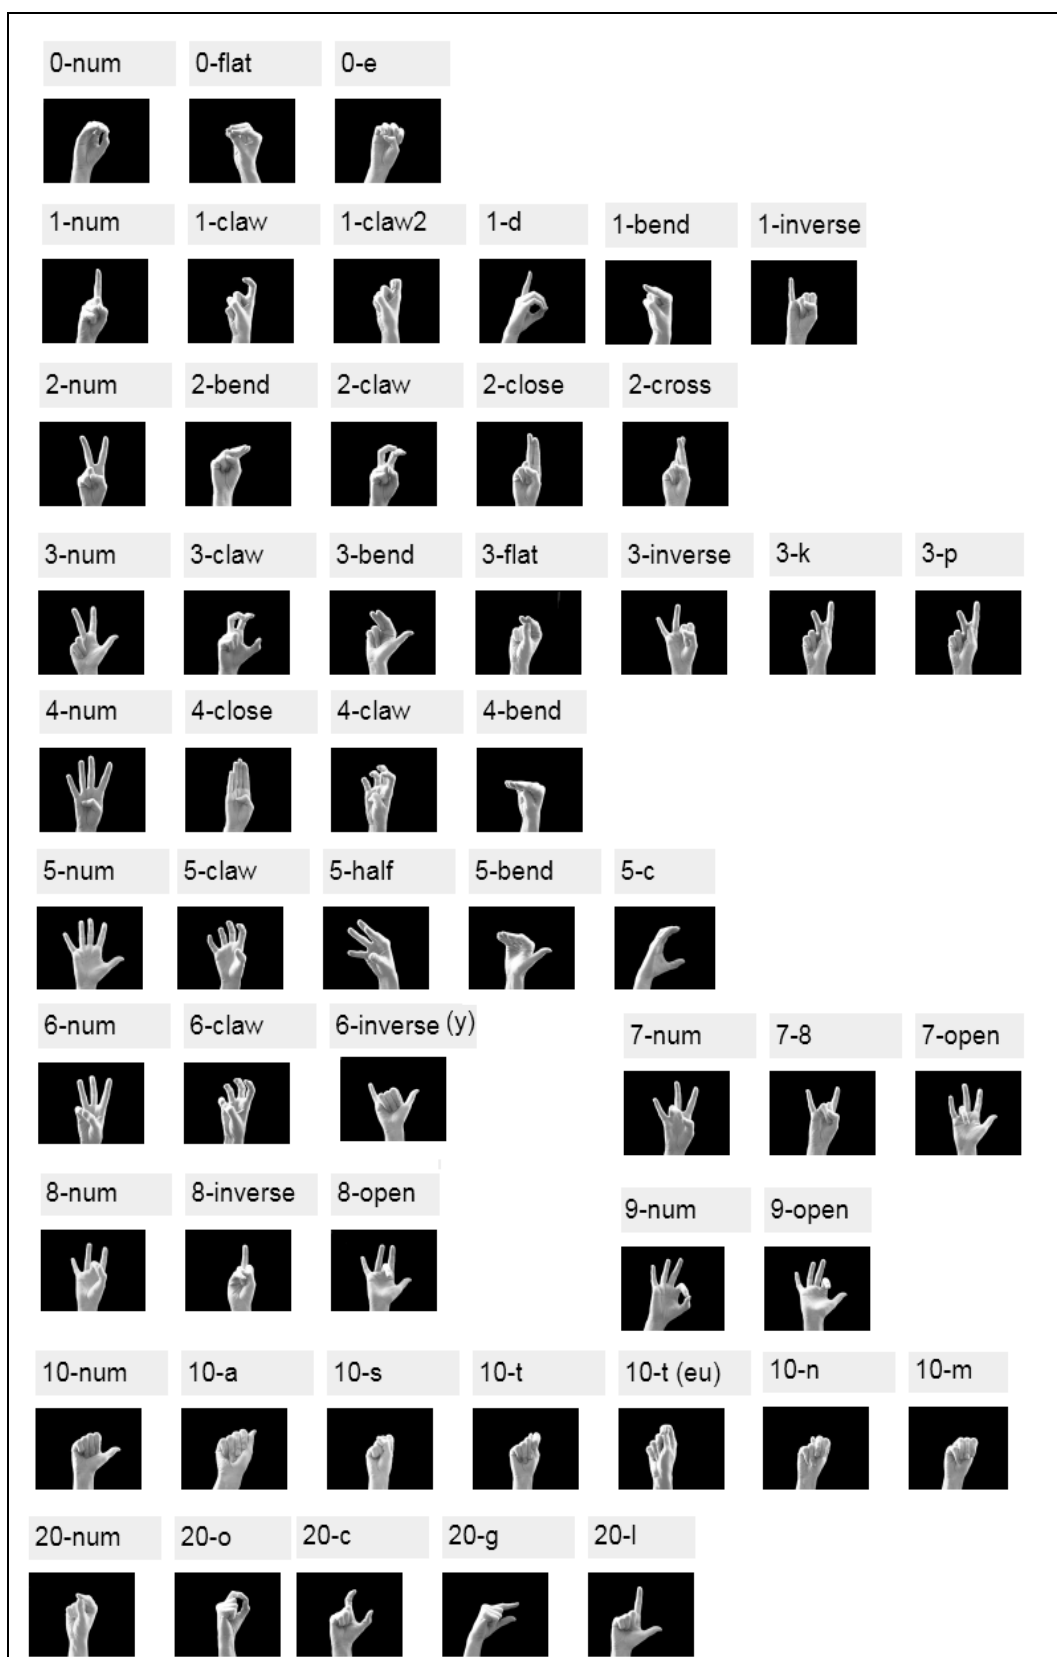 0-num 0-flat 0-e
1-num 1-claw 1-claw2 1-d 1-bend 1-inverse
2-num 2-bend 2-claw 2-close 2-cross
3-num 3-claw 3-bend 3-flat 3-inverse 3-k 3-p
4-num 4-close 4-claw 4-bend
5-num 5-claw 5-half 5-bend 5-c
6-num 6-claw 6-inverse (y) 7-num 7-8 7-open
8-num 8-inverse 8-open 9-num 9-open
10-num 10-a 10-s 10-t 10-t (eu) 10-n 10-m
20-num 20-o 20-c 20-g 20-l